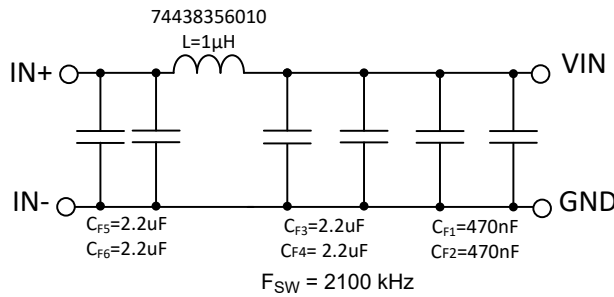 74438356010
L=1µH
IN+
VIN
IN-
GND
CF5=2.2uF
CF6=2.2uF
CF3=2.2uF
CF4= 2.2uF
CF1=470nF
CF2=470nF
FSW = 2100 kHz